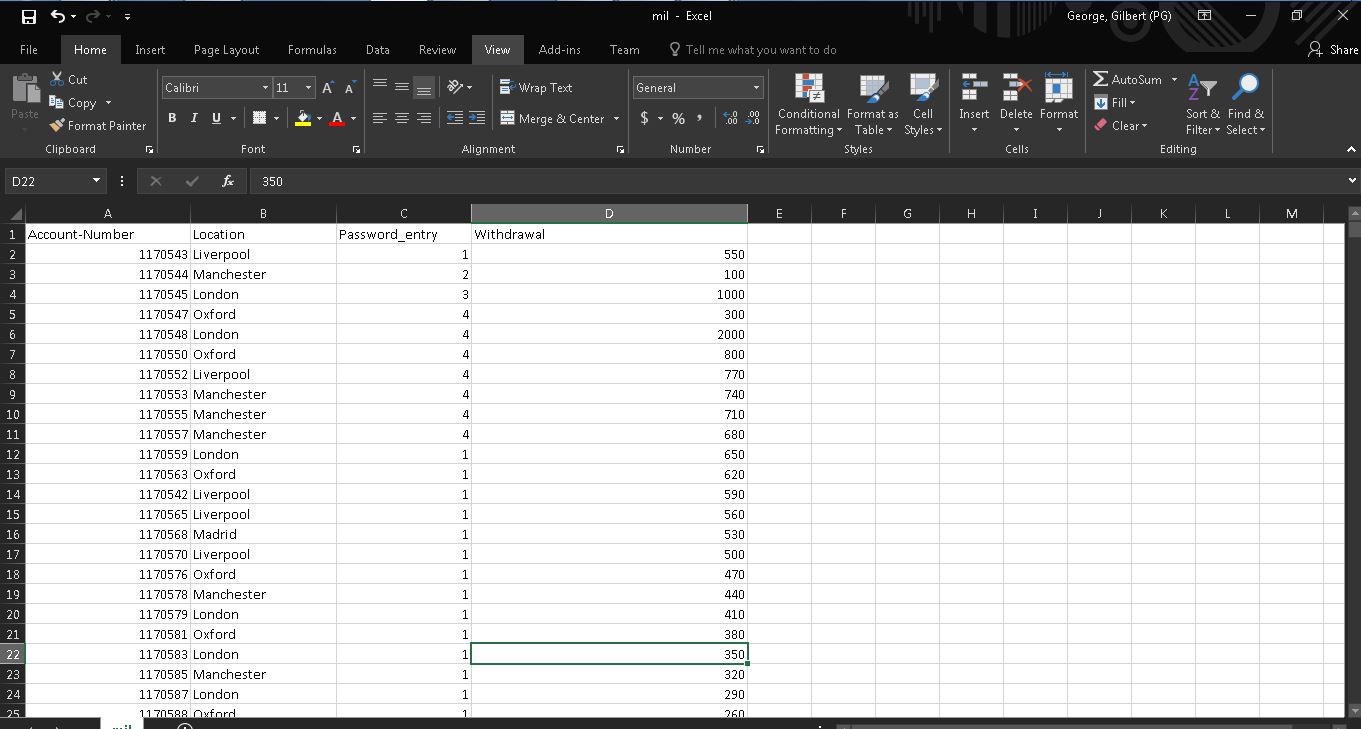 mil - Excel
George, Gilbert (PG)
File Home Insert Page Layout Formulas Data Review View Add-ins Team Tell me what you want to do Share
Paste
Cut
Copy
Format Painter
Clipboard
Calibri 11 A A
B I U A
Font
Wrap Text
Merge & Center
Alignment
General
$ % , .00 .00
Number
Conditional Formatting
Format as Table
Cell Styles
Styles
Insert Delete Format
Cells
AutoSum
Fill
Clear
Sort & Filter
Find & Select
Editing
D22 fx 350
A B C D E F G H I J K L M
1 Account-Number Location Password_entry Withdrawal
2 1170543 Liverpool 1 550
3 1170544 Manchester 2 100
4 1170545 London 3 1000
5 1170547 Oxford 4 300
6 1170548 London 4 2000
7 1170550 Oxford 4 800
8 1170552 Liverpool 4 770
9 1170553 Manchester 4 740
10 1170555 Manchester 4 710
11 1170557 Manchester 4 680
12 1170559 London 1 650
13 1170563 Oxford 1 620
14 1170542 Liverpool 1 590
15 1170565 Liverpool 1 560
16 1170568 Madrid 1 530
17 1170570 Liverpool 1 500
18 1170576 Oxford 1 470
19 1170578 Manchester 1 440
20 1170579 London 1 410
21 1170581 Oxford 1 380
22 1170583 London 1 350
23 1170585 Manchester 1 320
24 1170587 London 1 290
25 1170588 Oxford 1 260
mil